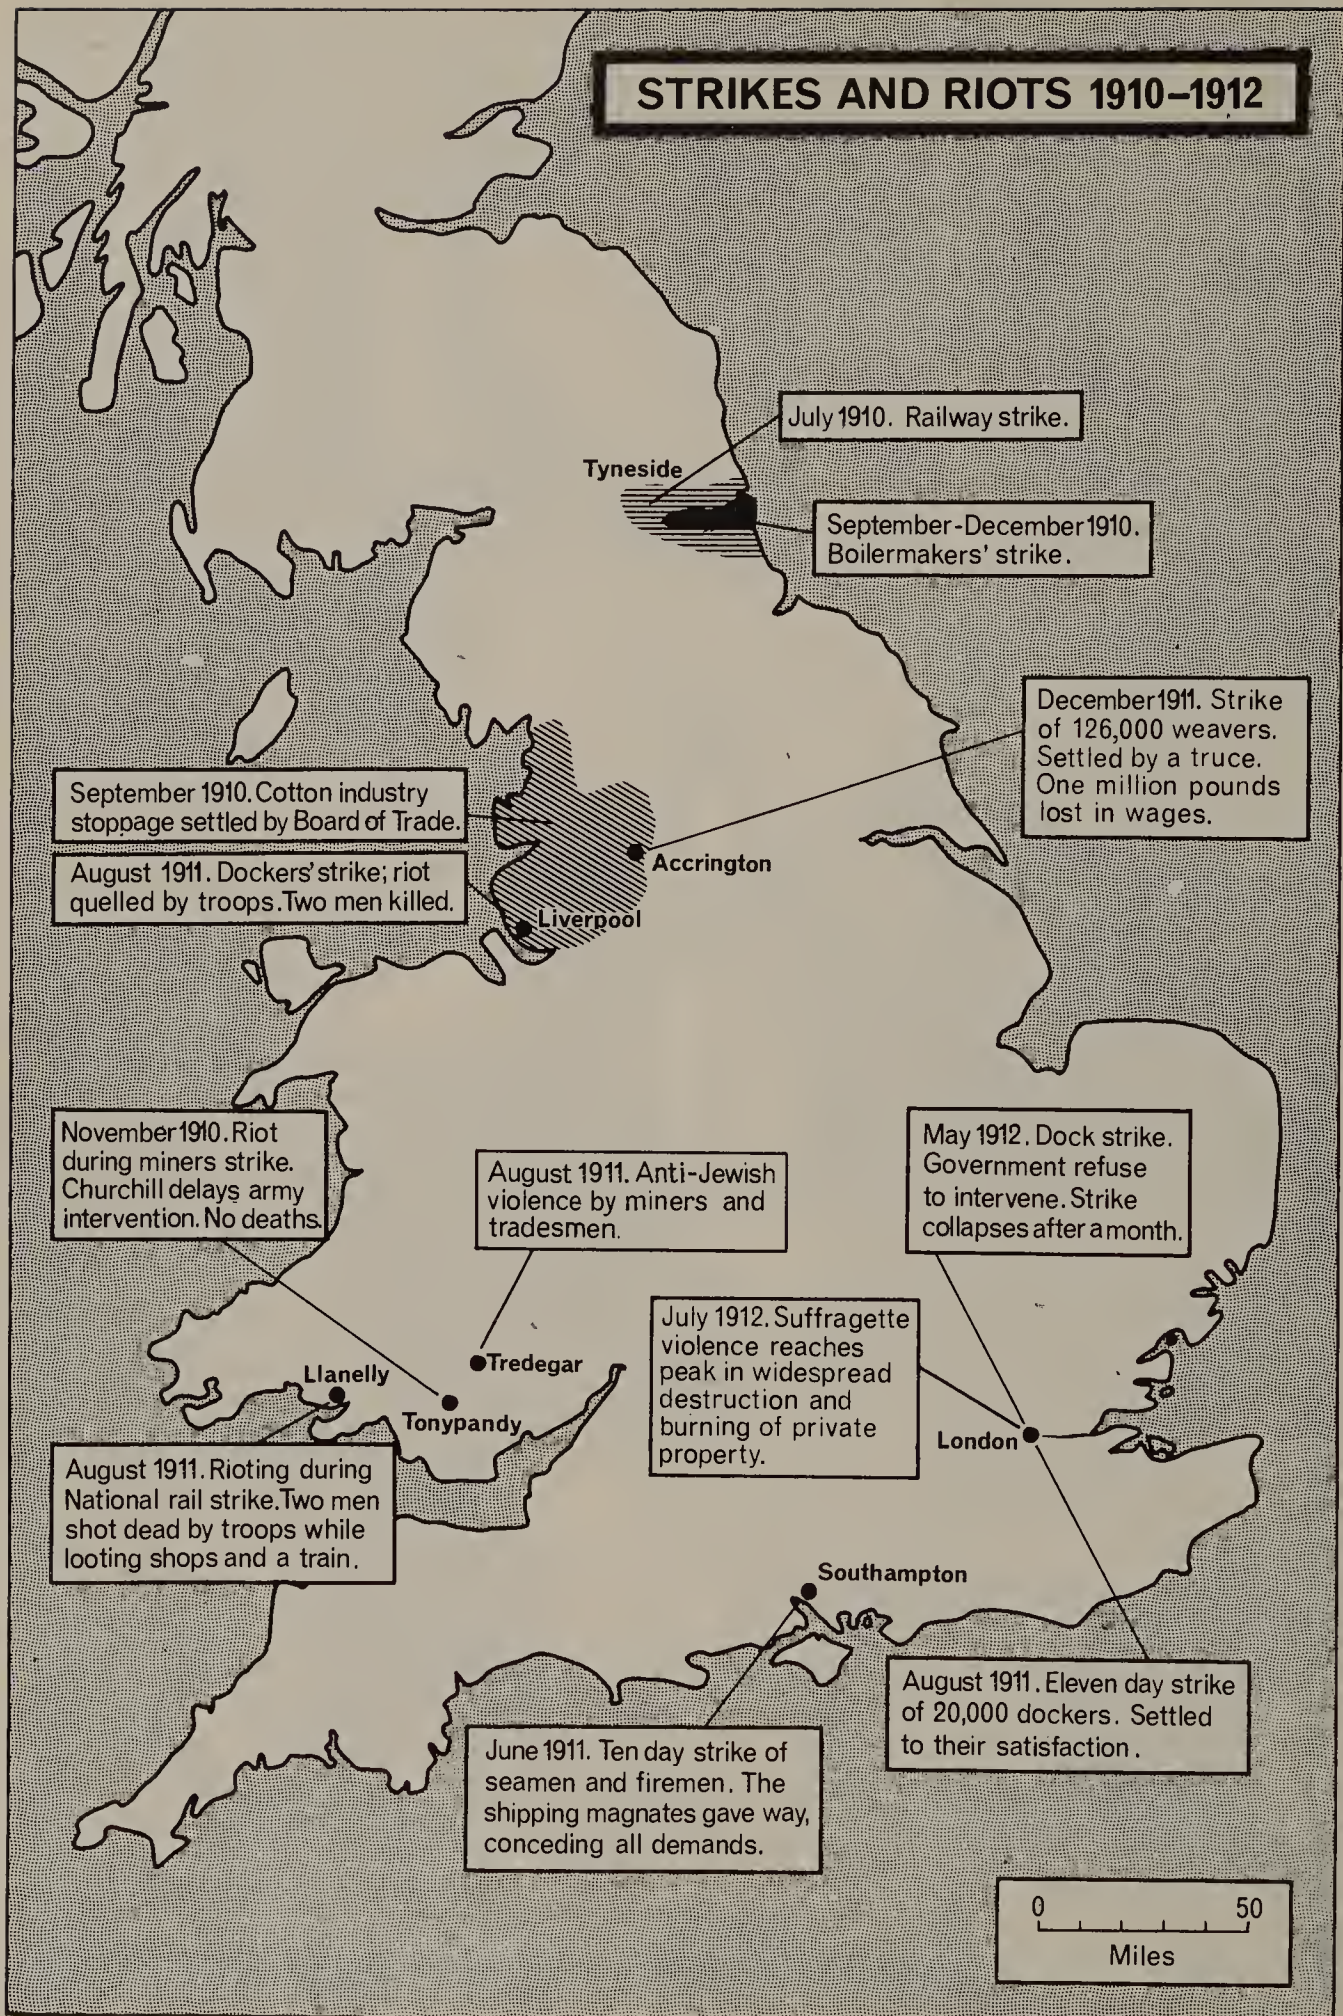 STRIKES AND RIOTS 1910–1912
July 1910. Railway strike.
Tyneside
September-December 1910.
Boilermakers' strike.
December 1911. Strike
of 126,000 weavers.
Settled by a truce.
One million pounds
lost in wages.
September 1910. Cotton industry
stoppage settled by Board of Trade.
August 1911. Dockers' strike; riot
quelled by troops. Two men killed.
Accrington
Liverpool
November 1910. Riot
during miners strike.
Churchill delays army
intervention. No deaths.
August 1911. Anti-Jewish
violence by miners and
tradesmen.
May 1912. Dock strike.
Government refuse
to intervene. Strike
collapses after a month.
July 1912. Suffragette
violence reaches
peak in widespread
destruction and
burning of private
property.
Tredegar
Llanelly
Tonypandy
London
August 1911. Rioting during
National rail strike. Two men
shot dead by troops while
looting shops and a train.
Southampton
August 1911. Eleven day strike
of 20,000 dockers. Settled
to their satisfaction.
June 1911. Ten day strike of
seamen and firemen. The
shipping magnates gave way,
conceding all demands.
0 50
Miles